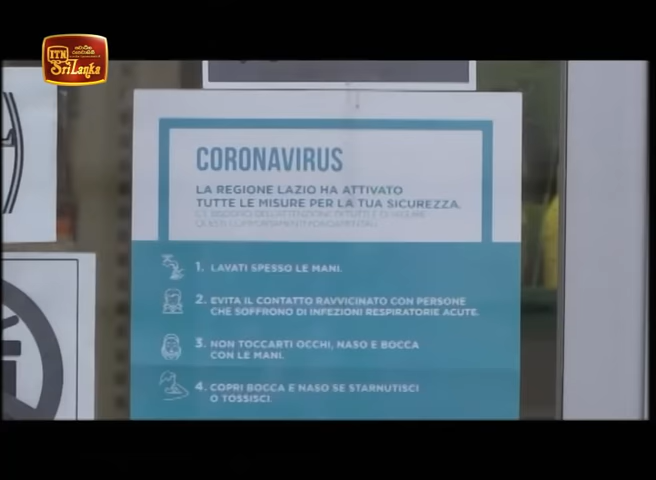 ITN
Sri Lanka
CORONAVIRUS
LA REGIONE LAZIO HA ATTIVATO
TUTTE LE MISURE PER LA TUA SICUREZZA.
1. LAVATI SPESSO LE MANI.
2. EVITA IL CONTATTO RAVVICINATO CON PERSONE
CHE SOFFRONO DI INFEZIONI RESPIRATORIE ACUTE.
3. NON TOCCARTI OCCHI, NASO E BOCCA
CON LE MANI.
4. COPRI BOCCA E NASO SE STARNUTISCI
O TOSSISCI.